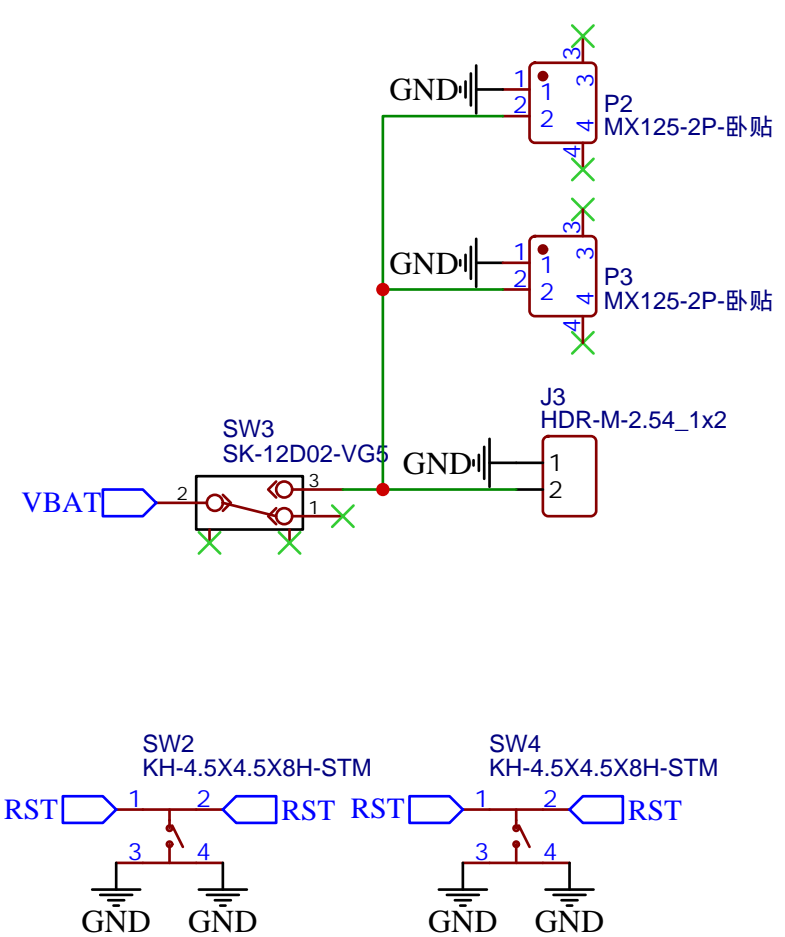 3
GND 1 1 3
2 2 4
P2
MX125-2P-卧贴
4
3
GND 1 1 3
2 2 4
P3
MX125-2P-卧贴
4
J3
HDR-M-2.54_1x2
SW3
SK-12D02-VG5
GND 1
2
VBAT 2 3
1
SW2
KH-4.5X4.5X8H-STM
RST 1 2 RST
3 4
GND GND
SW4
KH-4.5X4.5X8H-STM
RST 1 2 RST
3 4
GND GND